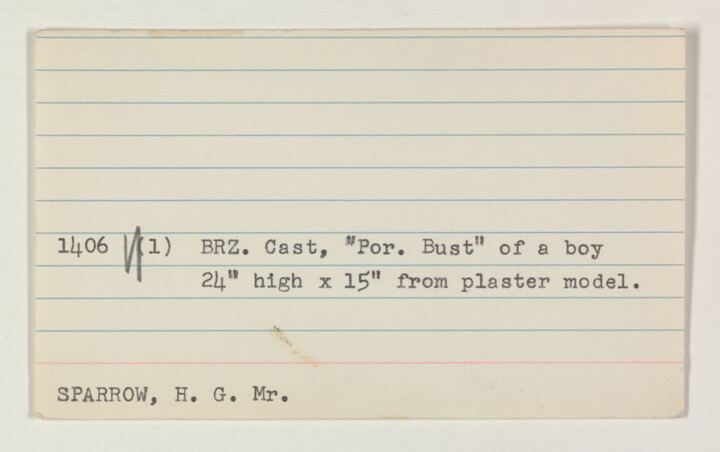 1406 (1) BRZ. Cast, "Por. Bust" of a boy
24" high x 15" from plaster model.
SPARROW, H. G. Mr.